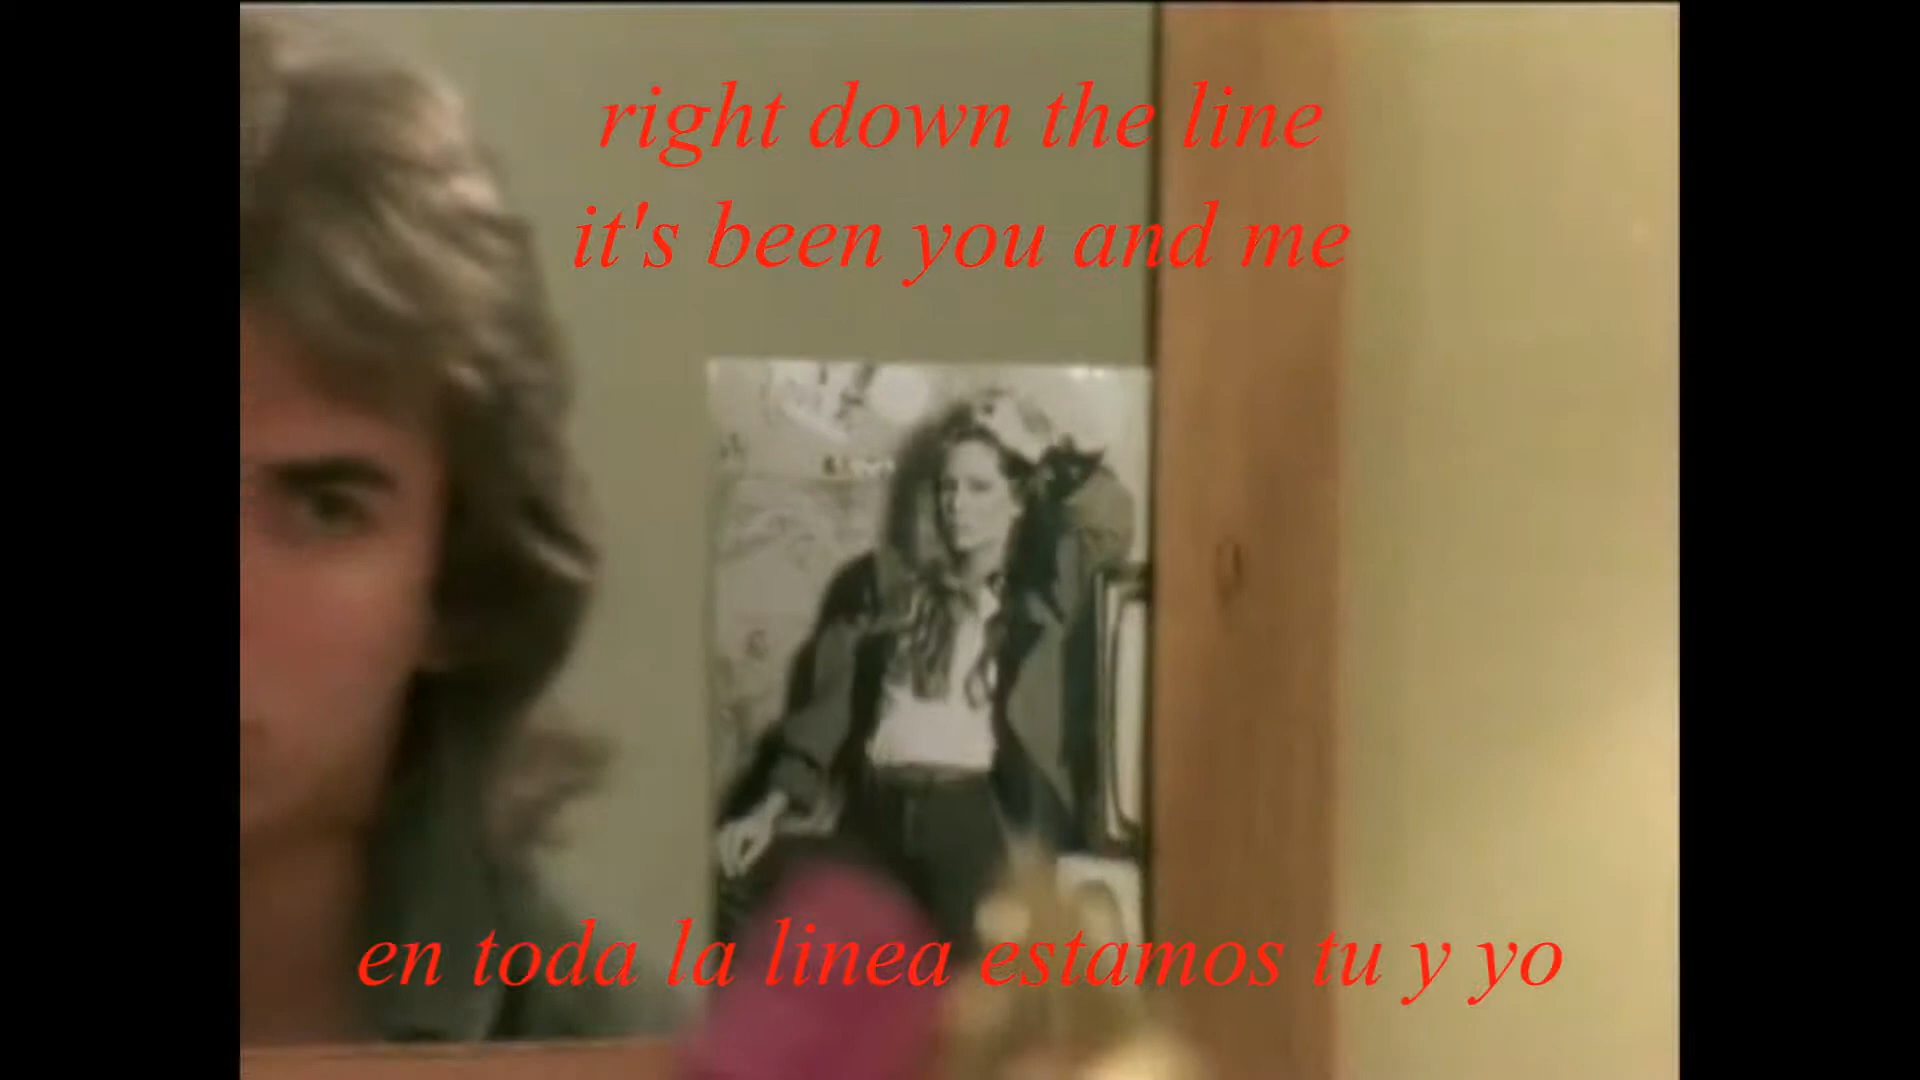 right down the line
it's been you and me
en toda la linea estamos tu y yo